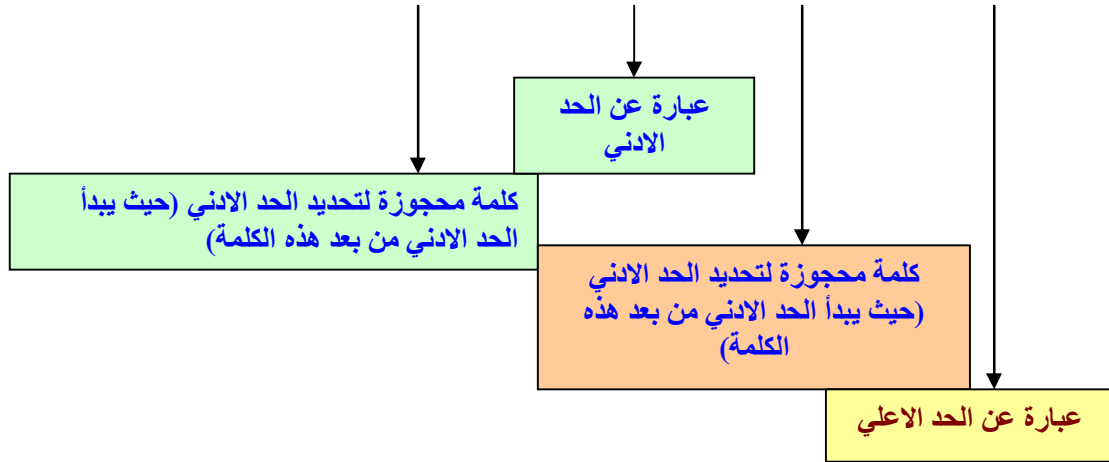 عبارة عن الحد
الادني
كلمة محجوزة لتحديد الحد الادني (حيث يبدأ
الحد الادني من بعد هذه الكلمة)
كلمة محجوزة لتحديد الحد الادني
(حيث يبدأ الحد الادني من بعد هذه
الكلمة)
عبارة عن الحد الاعلي